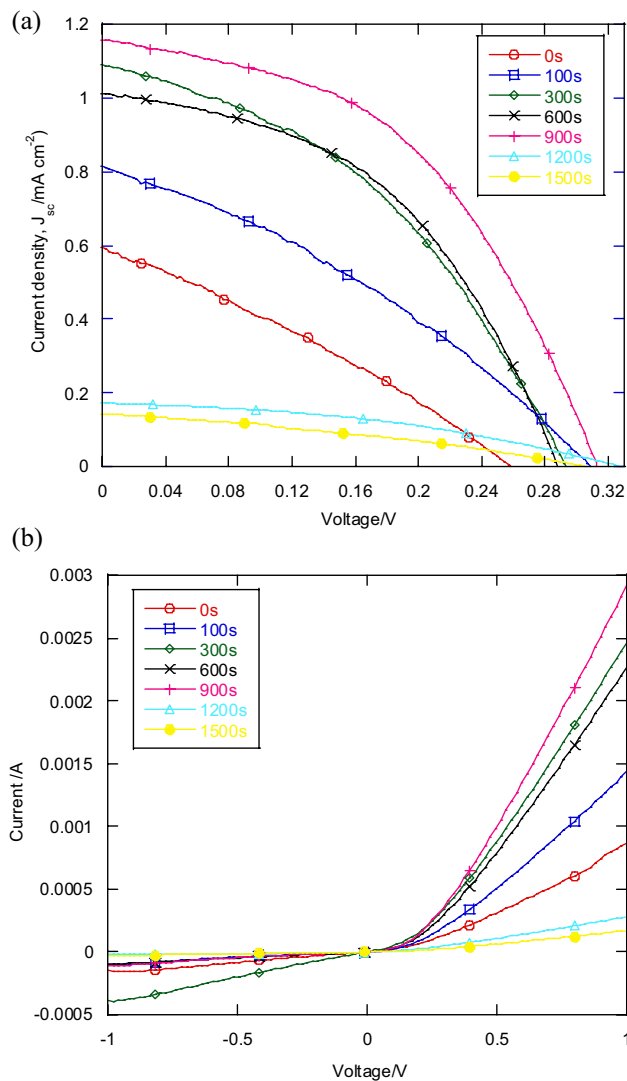 (a)
1.2
1
0.8
0.6
0.4
0.2
0
Current density, J sc /mA cm-2
0s
100s
300s
600s
900s
1200s
1500s
0 0.04 0.08 0.12 0.16 0.2 0.24 0.28 0.32
Voltage/V
(b)
0.003
0.0025
0.002
0.0015
0.001
0.0005
0
-0.0005
Current /A
0s
100s
300s
600s
900s
1200s
1500s
-1 -0.5 0 0.5 1
Voltage/V